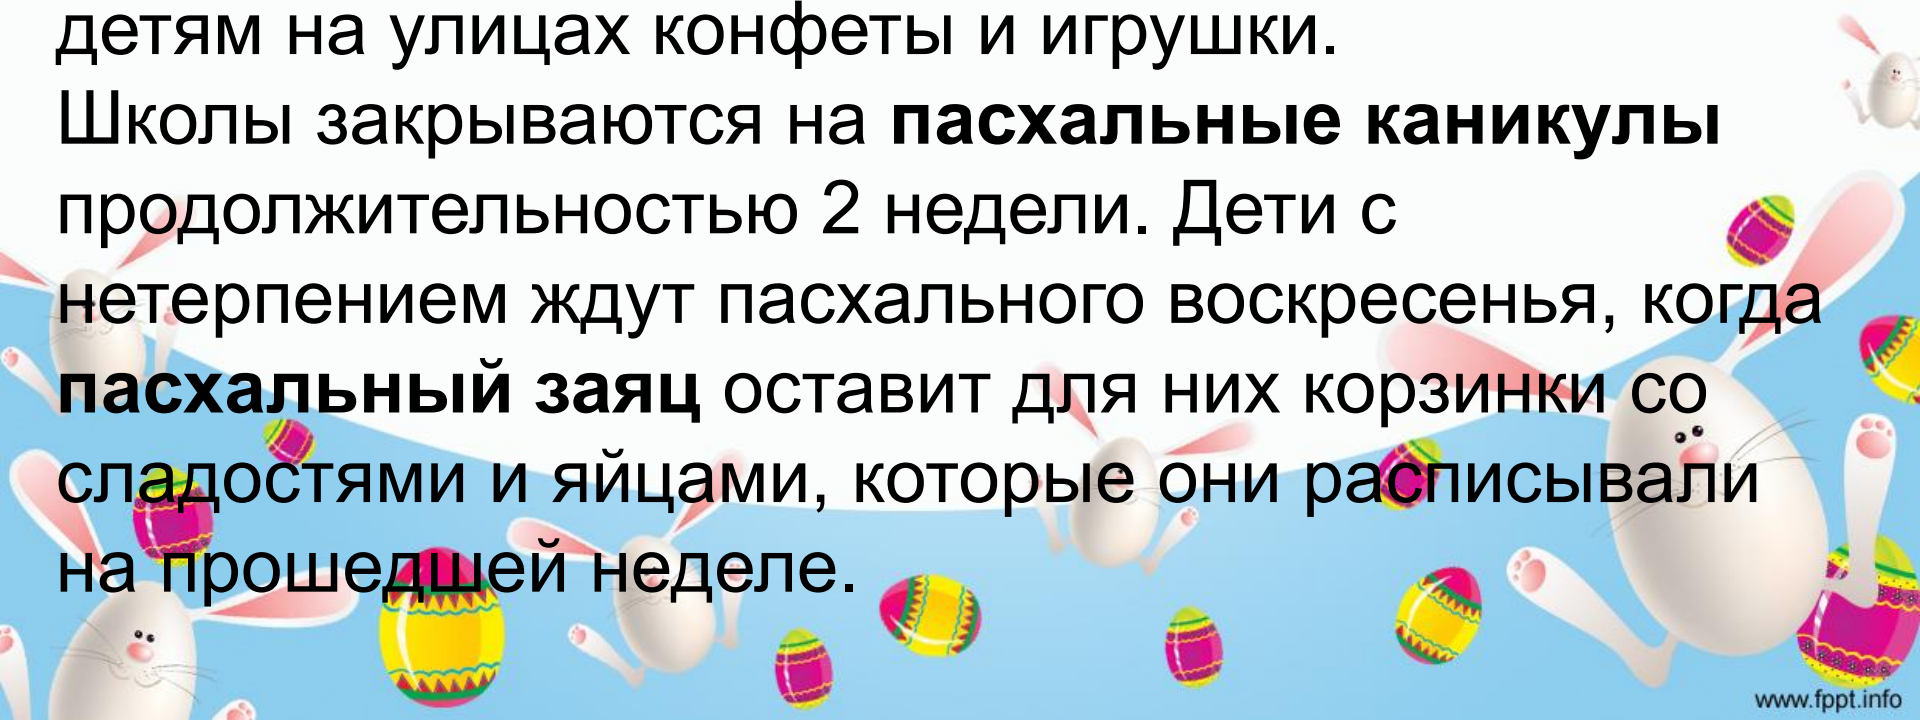 детям на улицах конфеты и игрушки.
Школы закрываются на пасхальные каникулы
продолжительностью 2 недели. Дети с
нетерпением ждут пасхального воскресенья, когда
пасхальный заяц оставит для них корзинки со
сладостями и яйцами, которые они расписывали
на прошедшей неделе.
www.fppt.info